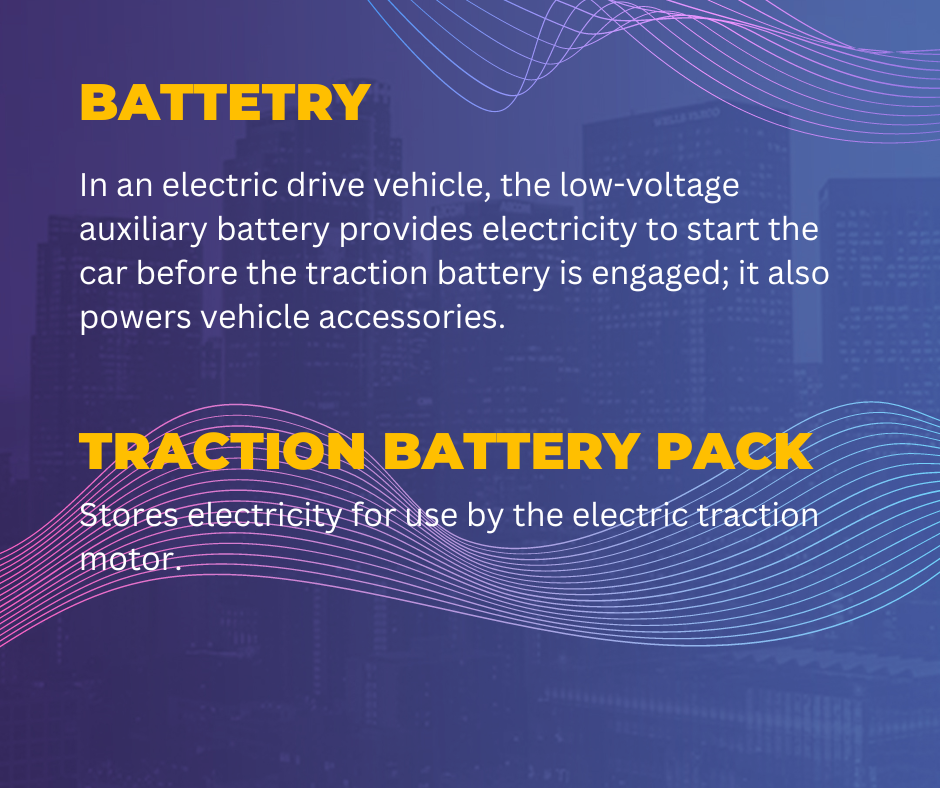 WELLS FARGO
BATTETRY
In an electric drive vehicle, the low-voltage
auxiliary battery provides electricity to start the
car before the traction battery is engaged; it also
powers vehicle accessories.
TRACTION BATTERY PACK
Stores electricity for use by the electric traction
motor.